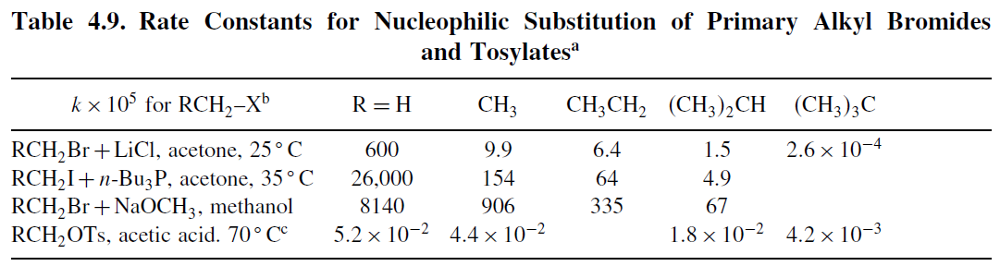 Table 4.9. Rate Constants for Nucleophilic Substitution of Primary Alkyl Bromides
and Tosylatesᵃ
k × 10⁵ for RCH₂–Xᵇ R = H CH₃ CH₃CH₂ (CH₃)₂CH (CH₃)₃C
RCH₂Br + LiCl, acetone, 25° C 600 9.9 6.4 1.5 2.6 × 10⁻⁴
RCH₂I + n-Bu₃P, acetone, 35° C 26,000 154 64 4.9
RCH₂Br + NaOCH₃, methanol 8140 906 335 67
RCH₂OTs, acetic acid. 70° Cᶜ 5.2 × 10⁻² 4.4 × 10⁻² 1.8 × 10⁻² 4.2 × 10⁻³